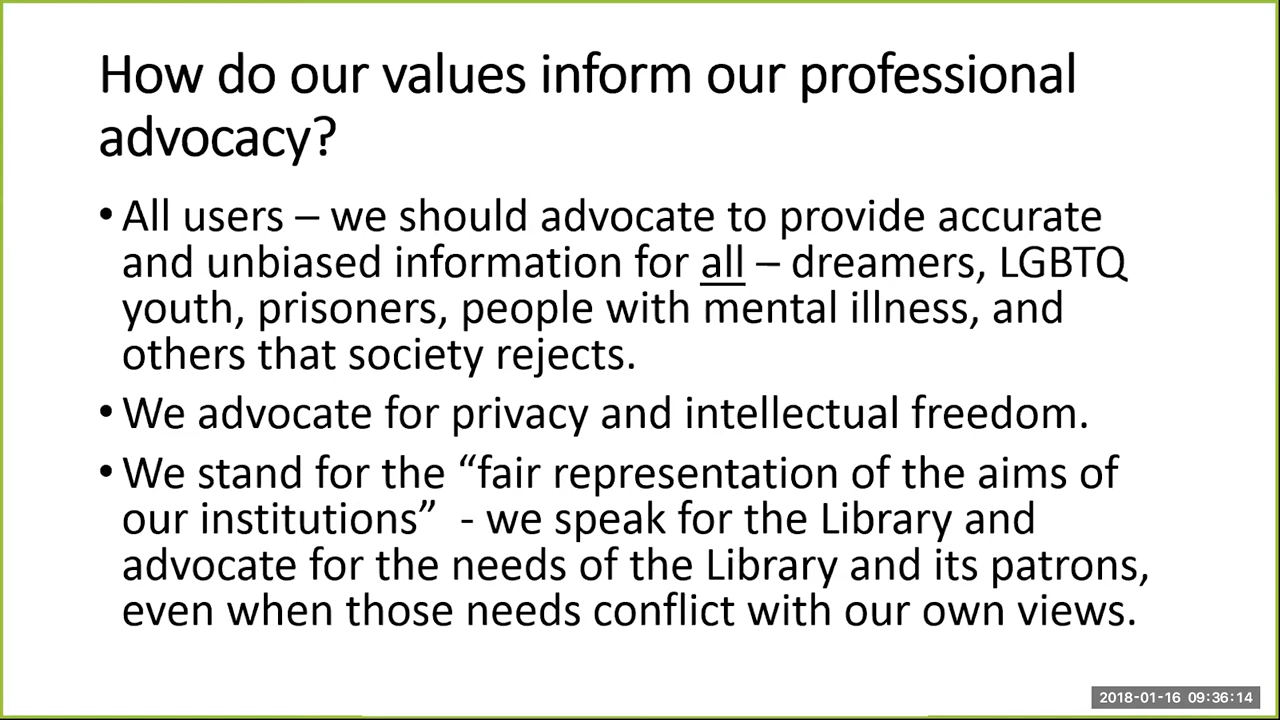 How do our values inform our professional
advocacy?
• All users – we should advocate to provide accurate
and unbiased information for all – dreamers, LGBTQ
youth, prisoners, people with mental illness, and
others that society rejects.
• We advocate for privacy and intellectual freedom.
• We stand for the “fair representation of the aims of
our institutions”  - we speak for the Library and
advocate for the needs of the Library and its patrons,
even when those needs conflict with our own views.
2018-01-16 09:36:14